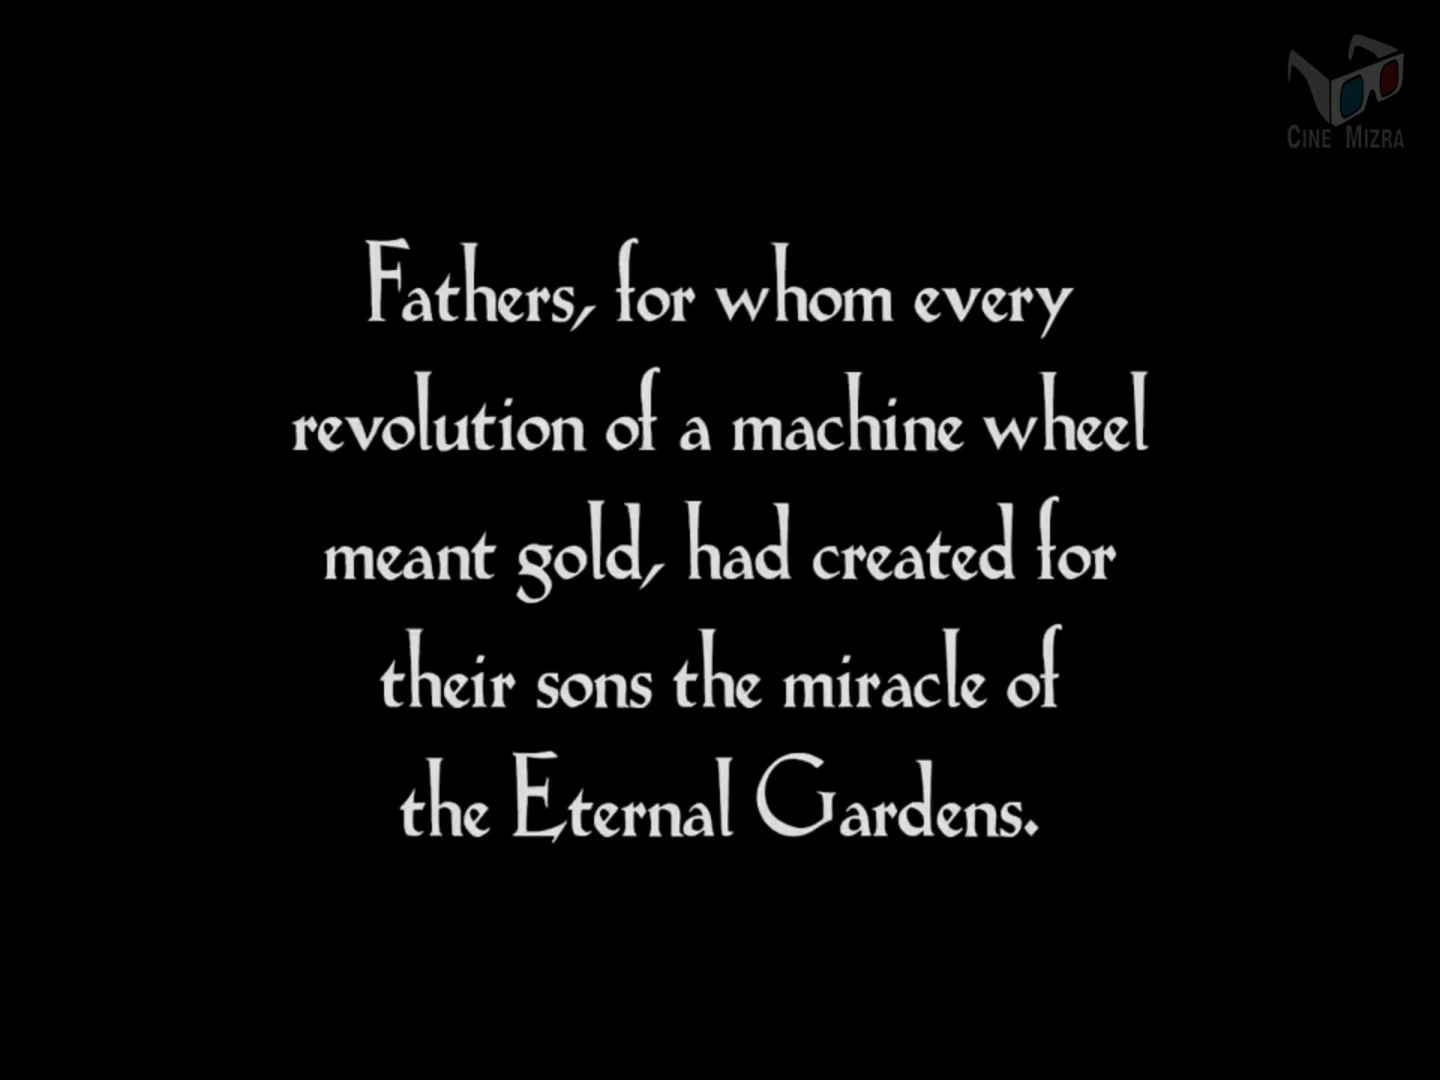 CINE MIZRA
Fathers, for whom every
revolution of a machine wheel
meant gold, had created for
their sons the miracle of
the Eternal Gardens.